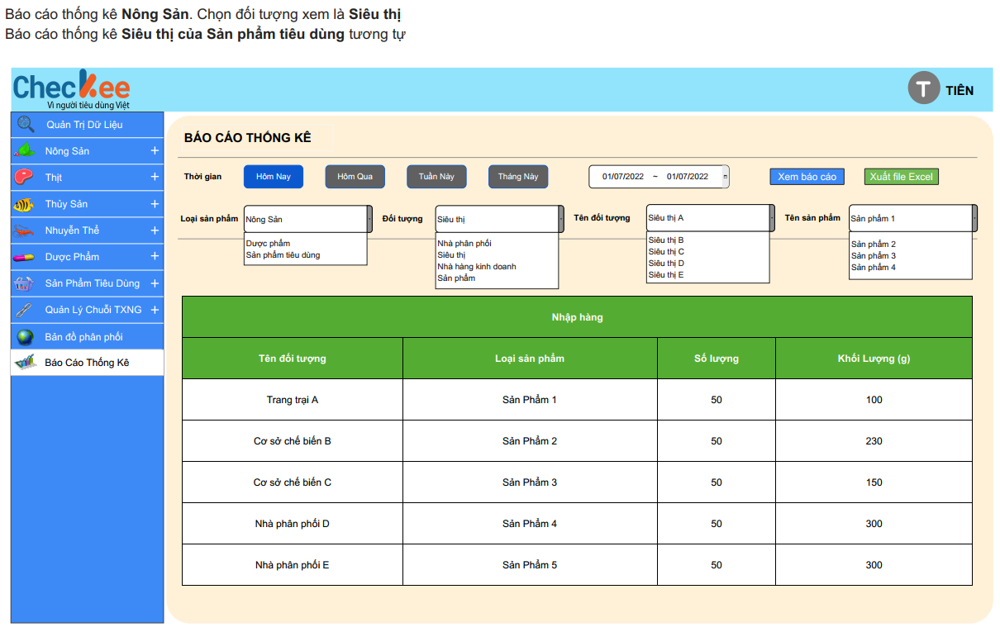 Báo cáo thống kê Nông Sản. Chọn đối tượng xem là Siêu thị
Báo cáo thống kê Siêu thị của Sản phẩm tiêu dùng tương tự
Checkee
Vì người tiêu dùng Việt
T TIÊN
Quản Trị Dữ Liệu
Nông Sản +
Thịt +
Thủy Sản +
Nhuyễn Thể +
Dược Phẩm +
Sản Phẩm Tiêu Dùng +
Quản Lý Chuỗi TXNG +
Bản đồ phân phối
Báo Cáo Thống Kê
BÁO CÁO THỐNG KÊ
Thời gian Hôm Nay Hôm Qua Tuần Này Tháng Này 01/07/2022 ~ 01/07/2022 Xem báo cáo Xuất file Excel
Loại sản phẩm Nông Sản Đối tượng Siêu thị Tên đối tượng Siêu thị A Tên sản phẩm Sản phẩm 1
Dược phẩm
Sản phẩm tiêu dùng
Nhà phân phối
Siêu thị
Nhà hàng kinh doanh
Sản phẩm
Siêu thị B
Siêu thị C
Siêu thị D
Siêu thị E
Sản phẩm 2
Sản phẩm 3
Sản phẩm 4
Nhập hàng
Tên đối tượng Loại sản phẩm Số lượng Khối Lượng (g)
Trang trại A Sản Phẩm 1 50 100
Cơ sở chế biến B Sản Phẩm 2 50 230
Cơ sở chế biến C Sản Phẩm 3 50 150
Nhà phân phối D Sản Phẩm 4 50 300
Nhà phân phối E Sản Phẩm 5 50 300